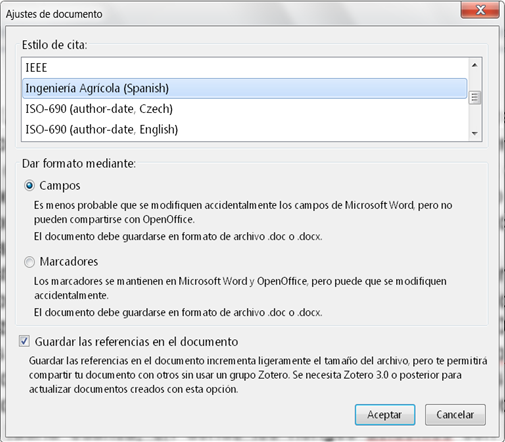 Ajustes de documento
Estilo de cita:
IEEE
Ingeniería Agrícola (Spanish)
ISO-690 (author-date, Czech)
ISO-690 (author-date, English)
Dar formato mediante:
Campos
Es menos probable que se modifiquen accidentalmente los campos de Microsoft Word, pero no
pueden compartirse con OpenOffice.
El documento debe guardarse en formato de archivo .doc o .docx.
Marcadores
Los marcadores se mantienen en Microsoft Word y OpenOffice, pero puede que se modifiquen
accidentalmente.
El documento debe guardarse en formato de archivo .doc o .docx.
Guardar las referencias en el documento
Guardar las referencias en el documento incrementa ligeramente el tamaño del archivo, pero te permitirá
compartir tu documento con otros sin usar un grupo Zotero. Se necesita Zotero 3.0 o posterior para
actualizar documentos creados con esta opción.
Aceptar
Cancelar